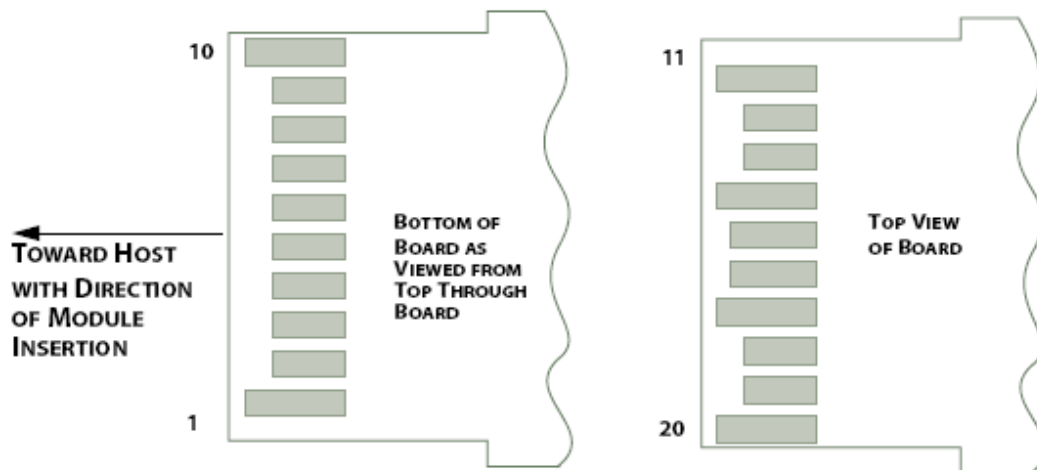 10
Toward Host
with Direction
of Module
Insertion
1
Bottom of
Board as
Viewed from
Top Through
Board
11
Top View
of Board
20